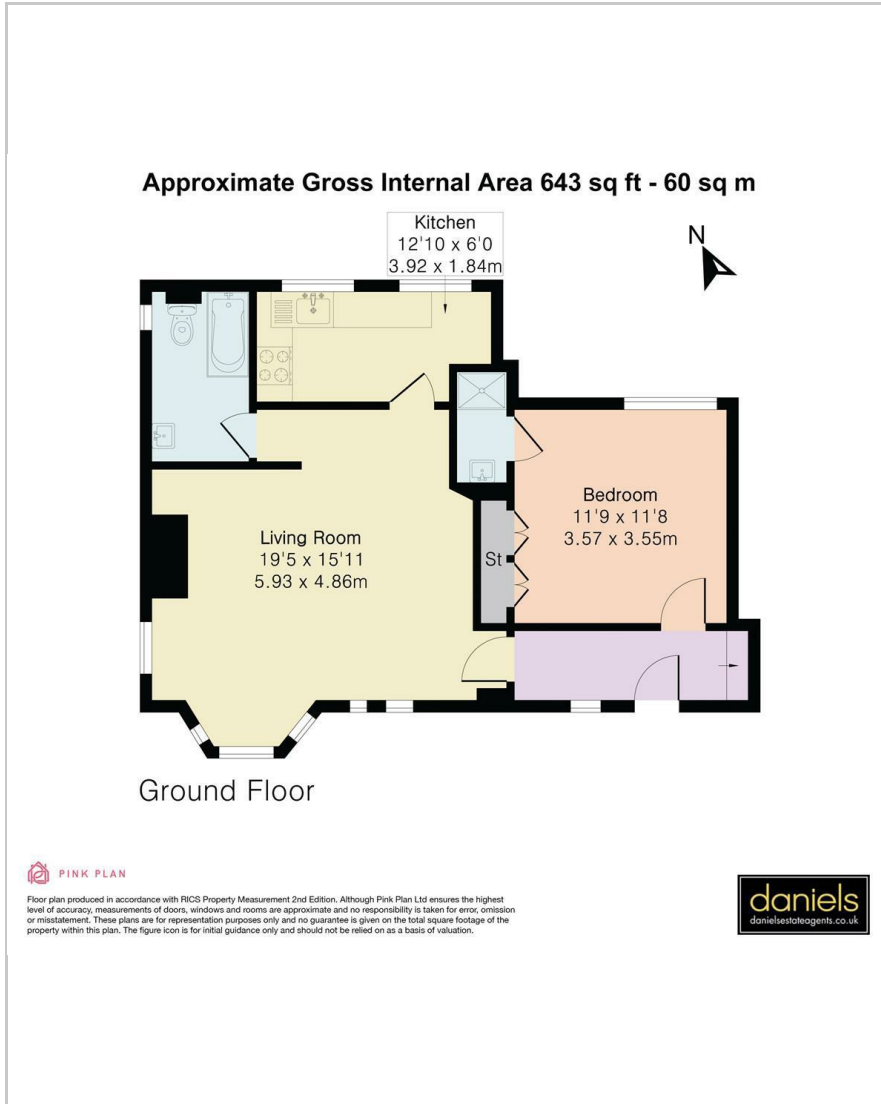 Approximate Gross Internal Area 643 sq ft - 60 sq m
Kitchen
12'10 x 6'0
3.92 x 1.84m
N
Bedroom
11'9 x 11'8
3.57 x 3.55m
Living Room
19'5 x 15'11
5.93 x 4.86m
St
Ground Floor
PINK PLAN
Floor plan produced in accordance with RICS Property Measurement 2nd Edition. Although Pink Plan Ltd ensures the highest
level of accuracy, measurements of doors, windows and rooms are approximate and no responsibility is taken for error, omission
or misstatement. These plans are for representation purposes only and no guarantee is given on the total square footage of the
property within this plan. The figure icon is for initial guidance only and should not be relied on as a basis of valuation.
daniels
danielsestateagents.co.uk